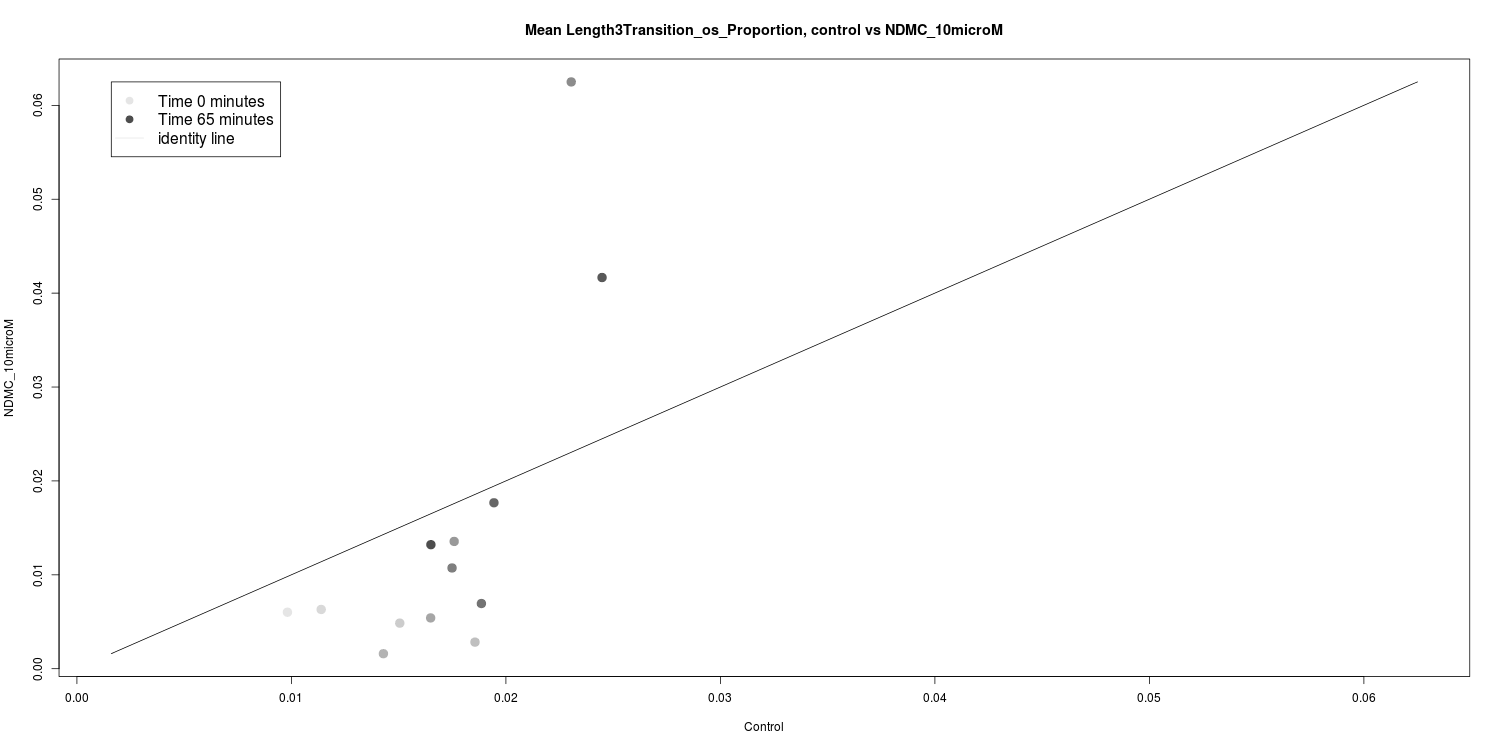 Mean Length3Transition_os_Proportion, control vs NDMC_10microM
Time 0 minutes
Time 65 minutes
identity line
NDMC_10microM
0.06
0.05
0.04
0.03
0.02
0.01
0.00
0.00 0.01 0.02 0.03 0.04 0.05 0.06
Control